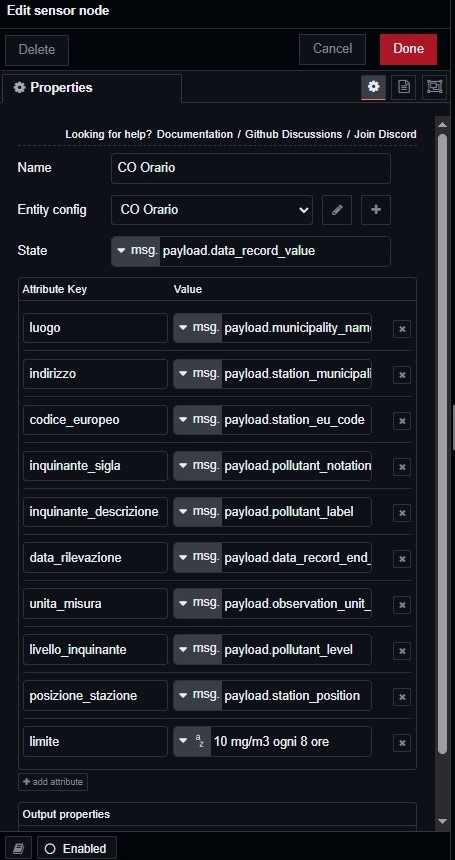 Edit sensor node
Delete Cancel Done
Properties
Looking for help? Documentation / Github Discussions / Join Discord
Name CO Orario
Entity config CO Orario
State msg. payload.data_record_value
Attribute Key Value
luogo msg. payload.municipality_nam
indirizzo msg. payload.station_municipali
codice_europeo msg. payload.station_eu_code
inquinante_sigla msg. payload.pollutant_notation
inquinante_descrizione msg. payload.pollutant_label
data_rilevazione msg. payload.data_record_end_
unita_misura msg. payload.observation_unit_
livello_inquinante msg. payload.pollutant_level
posizione_stazione msg. payload.station_position
limite az 10 mg/m3 ogni 8 ore
+ add attribute
Output properties
Enabled